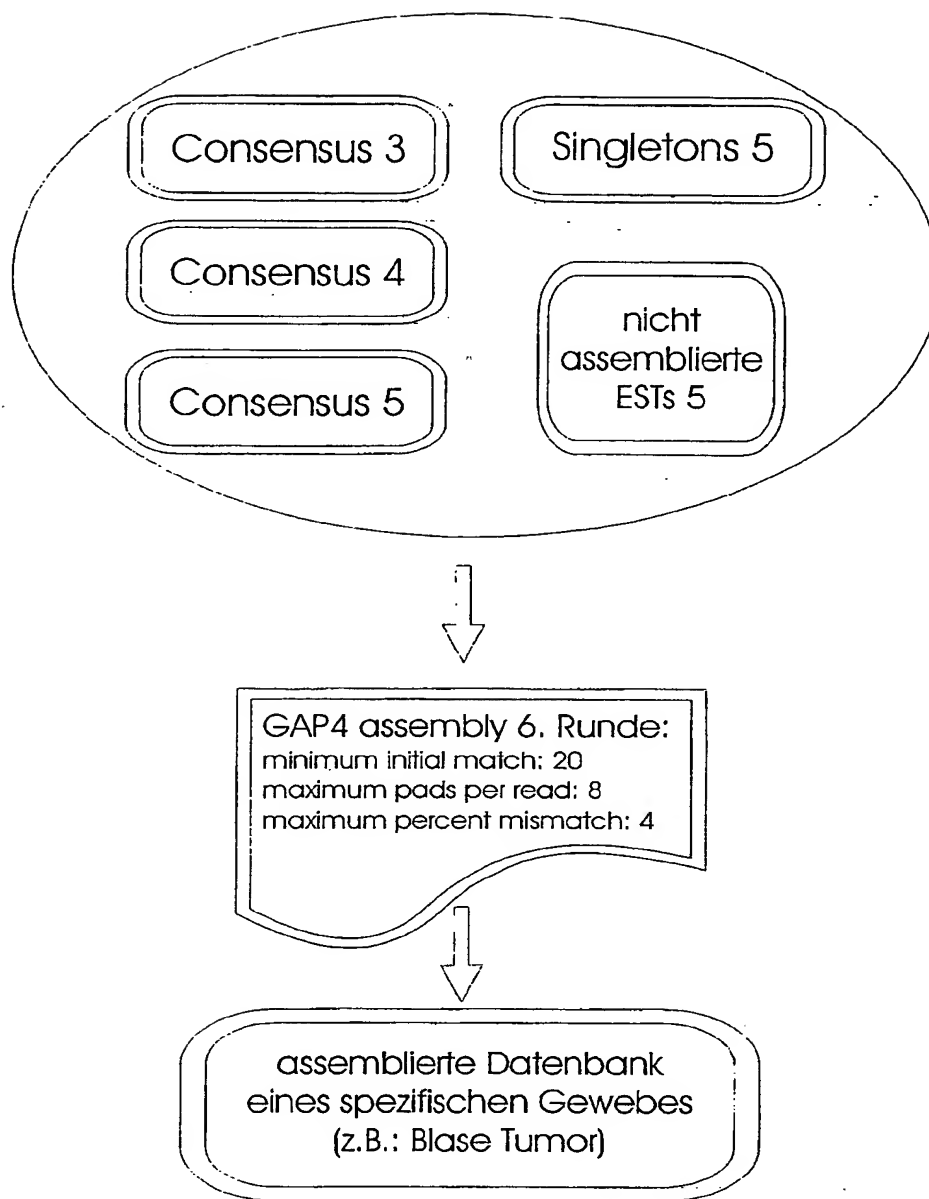 Consensus 3
Singletons 5
Consensus 4
nicht
assemblierte
ESTs 5
Consensus 5
GAP4 assembly 6. Runde:
minimum initial match: 20
maximum pads per read: 8
maximum percent mismatch: 4
assemblierte Datenbank
eines spezifischen Gewebes
(z.B.: Blase Tumor)